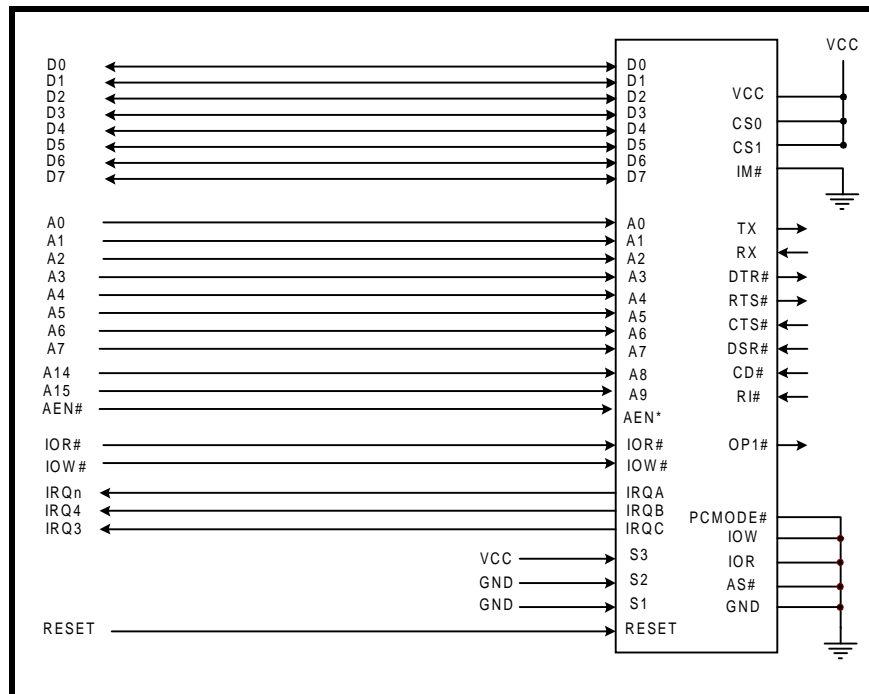 VCC
D0 D0
D1 D1
D2 D2 VCC
D3 D3
D4 D4 CS0
D5 D5 CS1
D6 D6
D7 D7 IM#
A0 A0 TX
A1 A1
A2 A2 RX
A3 A3 DTR#
A4 A4 RTS#
A5 A5
A6 A6 CTS#
A7 A7 DSR#
A14 A8 CD#
A15 A9 RI#
AEN# AEN*
IOR# IOR# OP1#
IOW# IOW#
IRQn IRQA
IRQ4 IRQB PCMODE#
IRQ3 IRQC IOW
VCC S3 IOR
GND S2 AS#
GND S1 GND
RESET RESET